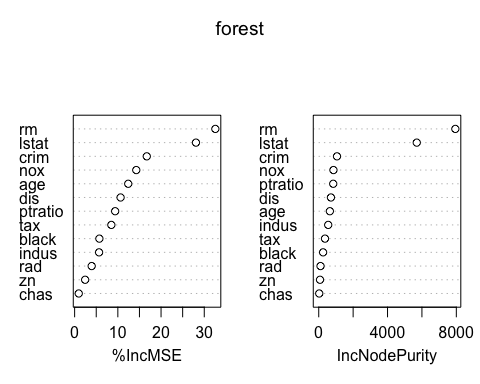 forest
rm
lstat
crim
nox
age
dis
ptratio
tax
black
indus
rad
zn
chas
0 10 20 30
%IncMSE
rm
lstat
crim
nox
ptratio
dis
age
indus
tax
black
rad
zn
chas
0 4000 8000
IncNodePurity